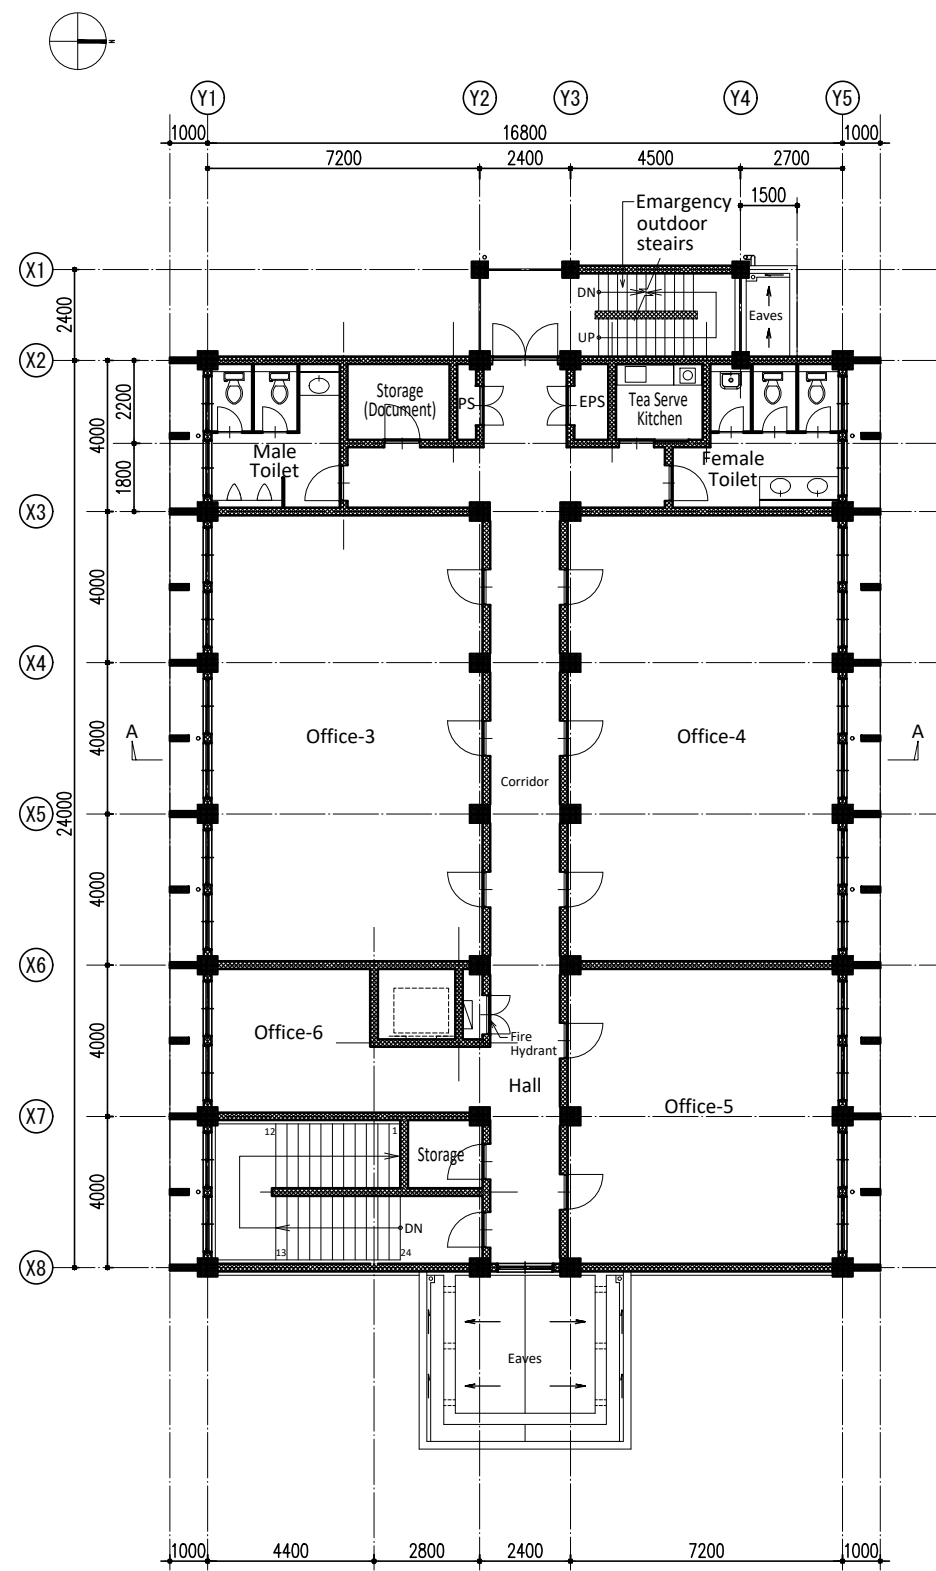 N
Y1 Y2 Y3 Y4 Y5
1000 16800 1000
7200 2400 4500 2700
1500
Emargency
outdoor
steairs
X1
DN
2400
Eaves
UP
X2
2200
Storage
(Document)
PS
EPS
Tea Serve
Kitchen
4000
Male
Toilet
Female
Toilet
1800
X3
4000
X4
A
Office-3
Office-4
A
4000
Corridor
X5
24000
4000
X6
Office-6
Fire
Hydrant
4000
Hall
Office-5
X7
12 1
Storage
4000
DN
13 24
X8
Eaves
1000 4400 2800 2400 7200 1000